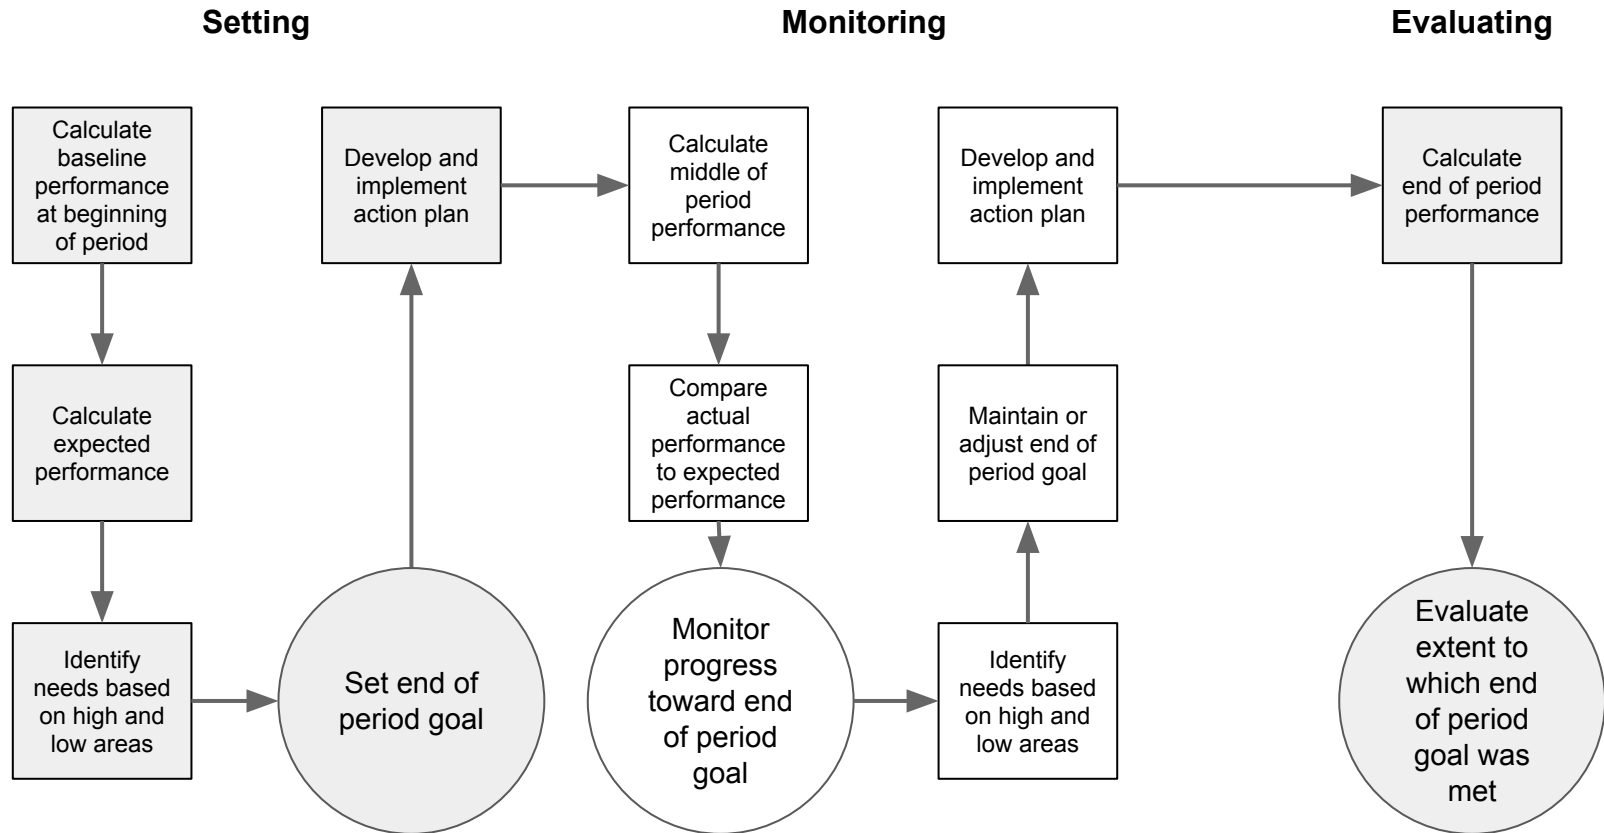 Setting
Monitoring
Evaluating
Calculate
baseline
performance
at beginning
of period
Calculate
expected
performance
Identify
needs based
on high and
low areas
Set end of
period goal
Develop and
implement
action plan
Calculate
middle of
period
performance
Compare
actual
performance
to expected
performance
Monitor
progress
toward end
of period
goal
Identify
needs based
on high and
low areas
Maintain or
adjust end of
period goal
Develop and
implement
action plan
Calculate
end of period
performance
Evaluate
extent to
which end
of period
goal was
met